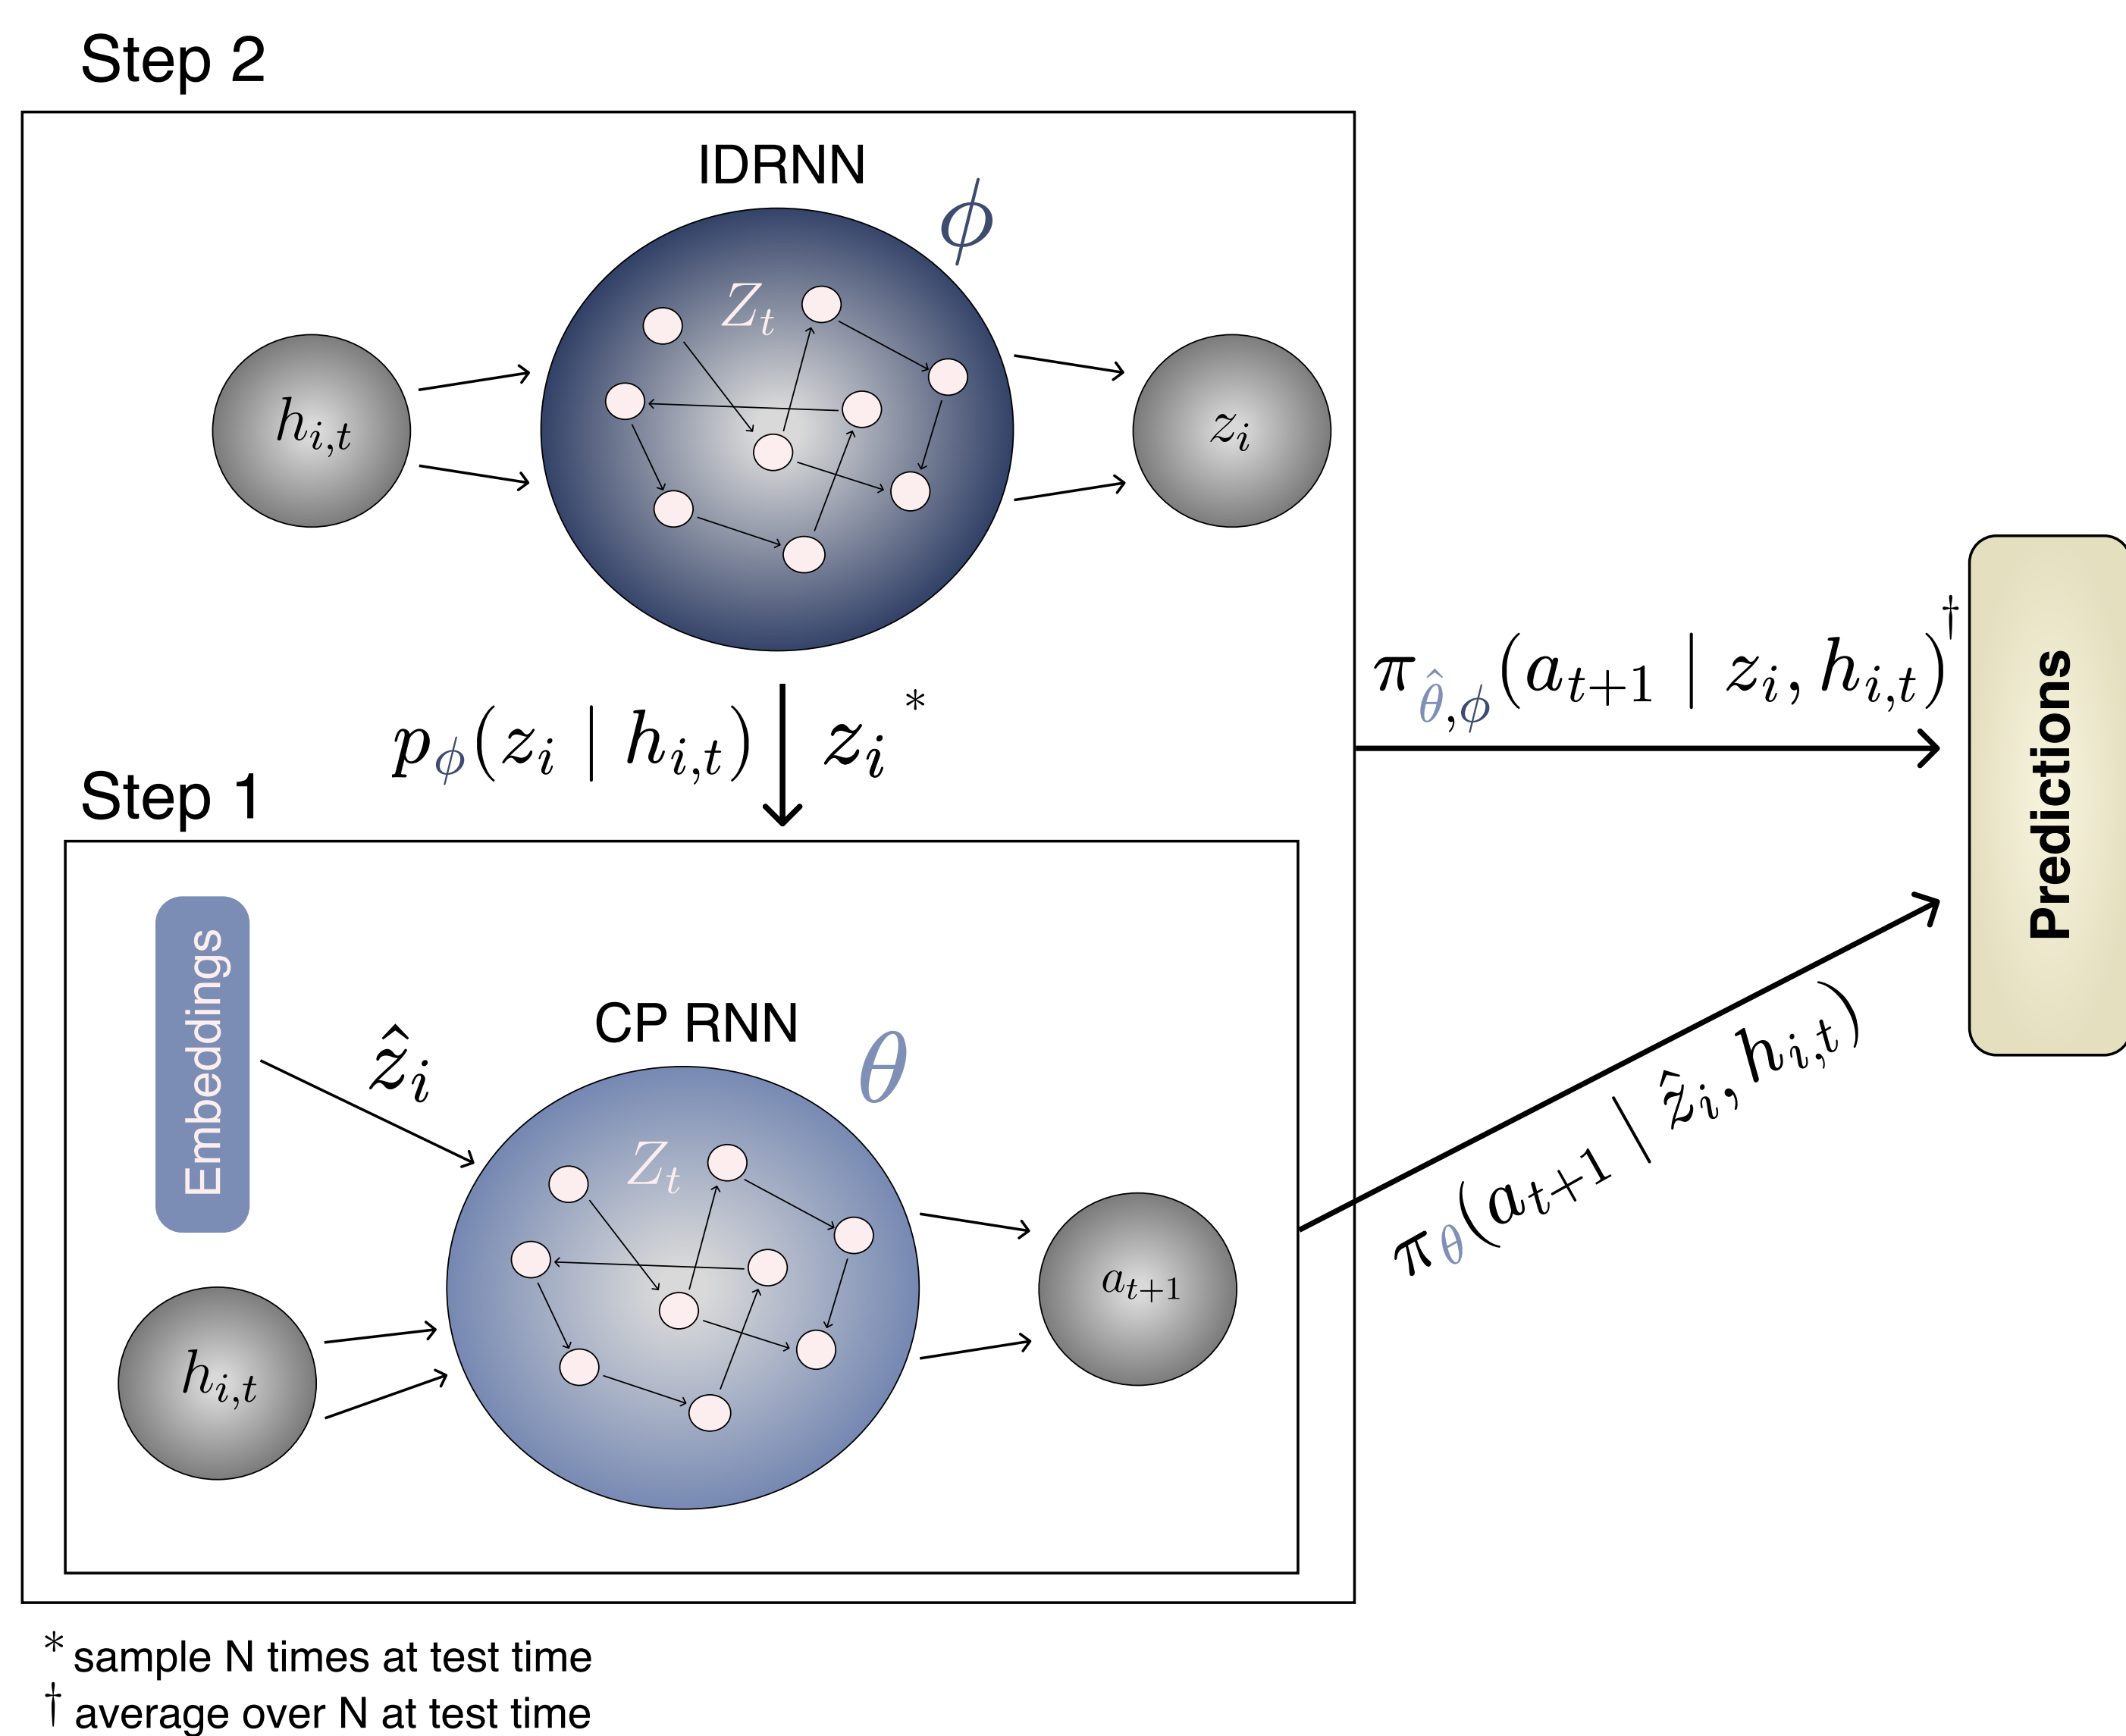 Step 2
IDRNN
ϕ
Z_t
h_{i,t}
z_i
p_ϕ(z_i | h_{i,t})
z_i *
π_{θ̂,ϕ}(a_{t+1} | z_i, h_{i,t})†
Predictions
Step 1
Embeddings
ẑ_i
CP RNN
θ
Z_t
h_{i,t}
a_{t+1}
π_θ(a_{t+1} | ẑ_i, h_{i,t})
* sample N times at test time
† average over N at test time